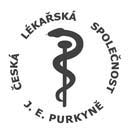 ČESKÁ LÉKAŘSKÁ SPOLEČNOST
J. E. PURKYNĚ